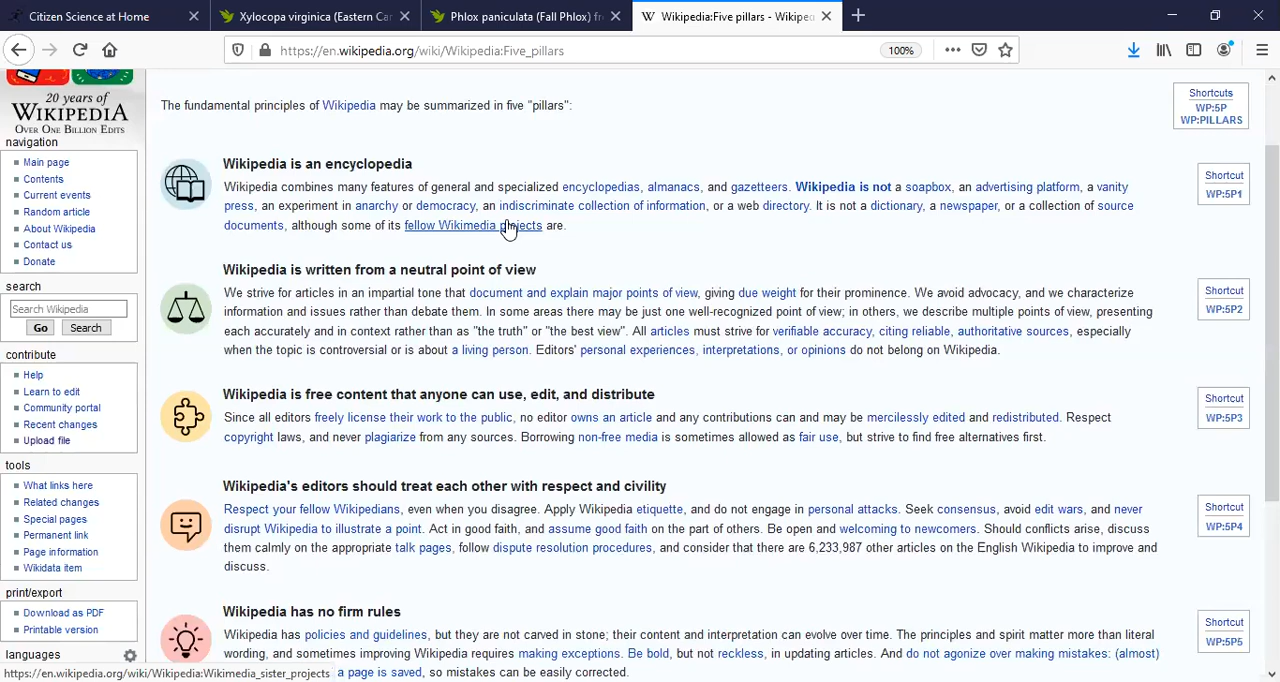 Citizen Science at Home
Xylocopa virginica (Eastern Car
Phlox paniculata (Fall Phlox) fr
Wikipedia:Five pillars - Wikipe
https://en.wikipedia.org/wiki/Wikipedia:Five_pillars
100%
20 years of
WIKIPEDIA
OVER ONE BILLION EDITS
navigation
Main page
Contents
Current events
Random article
About Wikipedia
Contact us
Donate
search
Search Wikipedia
Go Search
contribute
Help
Learn to edit
Community portal
Recent changes
Upload file
tools
What links here
Related changes
Special pages
Permanent link
Page information
Wikidata item
print/export
Download as PDF
Printable version
languages
The fundamental principles of Wikipedia may be summarized in five "pillars":
Shortcuts
WP:5P
WP:PILLARS
Wikipedia is an encyclopedia
Wikipedia combines many features of general and specialized encyclopedias, almanacs, and gazetteers. Wikipedia is not a soapbox, an advertising platform, a vanity
press, an experiment in anarchy or democracy, an indiscriminate collection of information, or a web directory. It is not a dictionary, a newspaper, or a collection of source
documents, although some of its fellow Wikimedia projects are.
Shortcut
WP:5P1
Wikipedia is written from a neutral point of view
We strive for articles in an impartial tone that document and explain major points of view, giving due weight for their prominence. We avoid advocacy, and we characterize
information and issues rather than debate them. In some areas there may be just one well-recognized point of view; in others, we describe multiple points of view, presenting
each accurately and in context rather than as "the truth" or "the best view". All articles must strive for verifiable accuracy, citing reliable, authoritative sources, especially
when the topic is controversial or is about a living person. Editors' personal experiences, interpretations, or opinions do not belong on Wikipedia.
Shortcut
WP:5P2
Wikipedia is free content that anyone can use, edit, and distribute
Since all editors freely license their work to the public, no editor owns an article and any contributions can and may be mercilessly edited and redistributed. Respect
copyright laws, and never plagiarize from any sources. Borrowing non-free media is sometimes allowed as fair use, but strive to find free alternatives first.
Shortcut
WP:5P3
Wikipedia's editors should treat each other with respect and civility
Respect your fellow Wikipedians, even when you disagree. Apply Wikipedia etiquette, and do not engage in personal attacks. Seek consensus, avoid edit wars, and never
disrupt Wikipedia to illustrate a point. Act in good faith, and assume good faith on the part of others. Be open and welcoming to newcomers. Should conflicts arise, discuss
them calmly on the appropriate talk pages, follow dispute resolution procedures, and consider that there are 6,233,987 other articles on the English Wikipedia to improve and
discuss.
Shortcut
WP:5P4
Wikipedia has no firm rules
Wikipedia has policies and guidelines, but they are not carved in stone; their content and interpretation can evolve over time. The principles and spirit matter more than literal
wording, and sometimes improving Wikipedia requires making exceptions. Be bold, but not reckless, in updating articles. And do not agonize over making mistakes: (almost)
a page is saved, so mistakes can be easily corrected.
Shortcut
WP:5P5
https://en.wikipedia.org/wiki/Wikipedia:Wikimedia_sister_projects